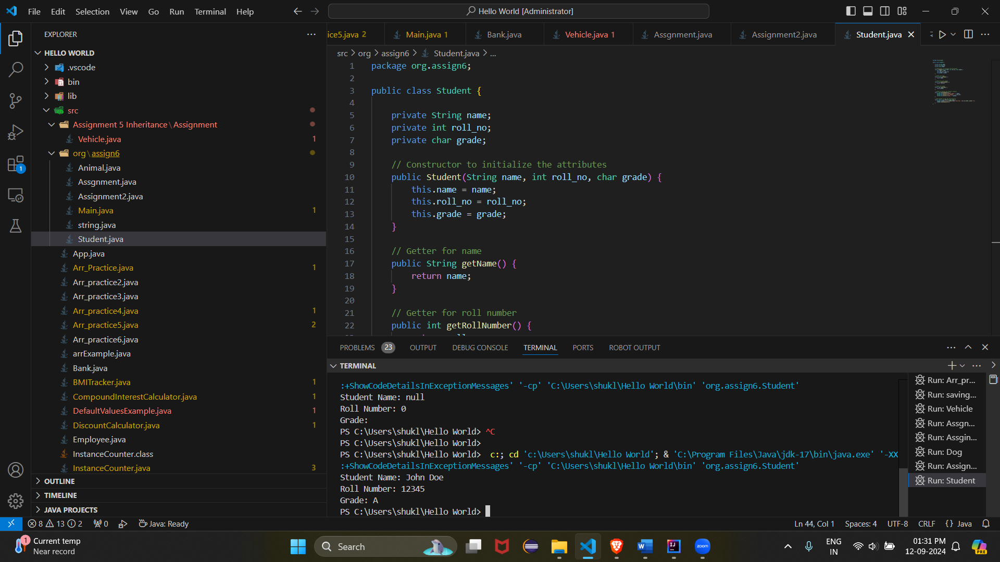 File Edit Selection View Go Run Terminal Help
Hello World [Administrator]
EXPLORER
HELLO WORLD
.vscode
bin
lib
src
Assignment 5 Inheritance\Assignment
Vehicle.java 1
org\assign6
Animal.java
Assgnment.java
Assignment2.java
Main.java 1
string.java
Student.java
App.java
Arr_Practice.java 1
Arr_practice2.java
Arr_practice3.java
Arr_practice4.java 1
Arr_practice5.java 2
Arr_practice6.java
arrExample.java
Bank.java
BMITracker.java 1
CompoundInterestCalculator.java 1
DefaultValuesExample.java 1
DiscountCalculator.java 1
Employee.java
InstanceCounter.class
InstanceCounter.java 3
OUTLINE
TIMELINE
JAVA PROJECTS
1
ice5.java 2 Main.java 1 Bank.java Vehicle.java 1 Assgnment.java Assignment2.java Student.java
src > org > assign6 > Student.java > ...
1 package org.assign6;
2
3 public class Student {
4
5 private String name;
6 private int roll_no;
7 private char grade;
8
9 // Constructor to initialize the attributes
10 public Student(String name, int roll_no, char grade) {
11 this.name = name;
12 this.roll_no = roll_no;
13 this.grade = grade;
14 }
15
16 // Getter for name
17 public String getName() {
18 return name;
19 }
20
21 // Getter for roll number
22 public int getRollNumber() {
PROBLEMS 23 OUTPUT DEBUG CONSOLE TERMINAL PORTS ROBOT OUTPUT
TERMINAL
:+ShowCodeDetailsInExceptionMessages' '-cp' 'C:\Users\shukl\Hello World\bin' 'org.assign6.Student'
Student Name: null
Roll Number: 0
Grade:
PS C:\Users\shukl\Hello World> ^C
PS C:\Users\shukl\Hello World>
PS C:\Users\shukl\Hello World>  c:; cd 'c:\Users\shukl\Hello World'; & 'C:\Program Files\Java\jdk-17\bin\java.exe' '-XX
:+ShowCodeDetailsInExceptionMessages' '-cp' 'C:\Users\shukl\Hello World\bin' 'org.assign6.Student'
Student Name: John Doe
Roll Number: 12345
Grade: A
PS C:\Users\shukl\Hello World>
Run: Arr_pr...
Run: saving...
Run: Vehicle
Run: Assgn...
Run: Assgin...
Run: Dog
Run: Assign...
Run: Student
8 13 2 0 Java: Ready
Ln 44, Col 1 Spaces: 4 UTF-8 CRLF {} Java
1 Current temp
Near record
Search
zoom
ENG
IN
01:31 PM
12-09-2024
PRE